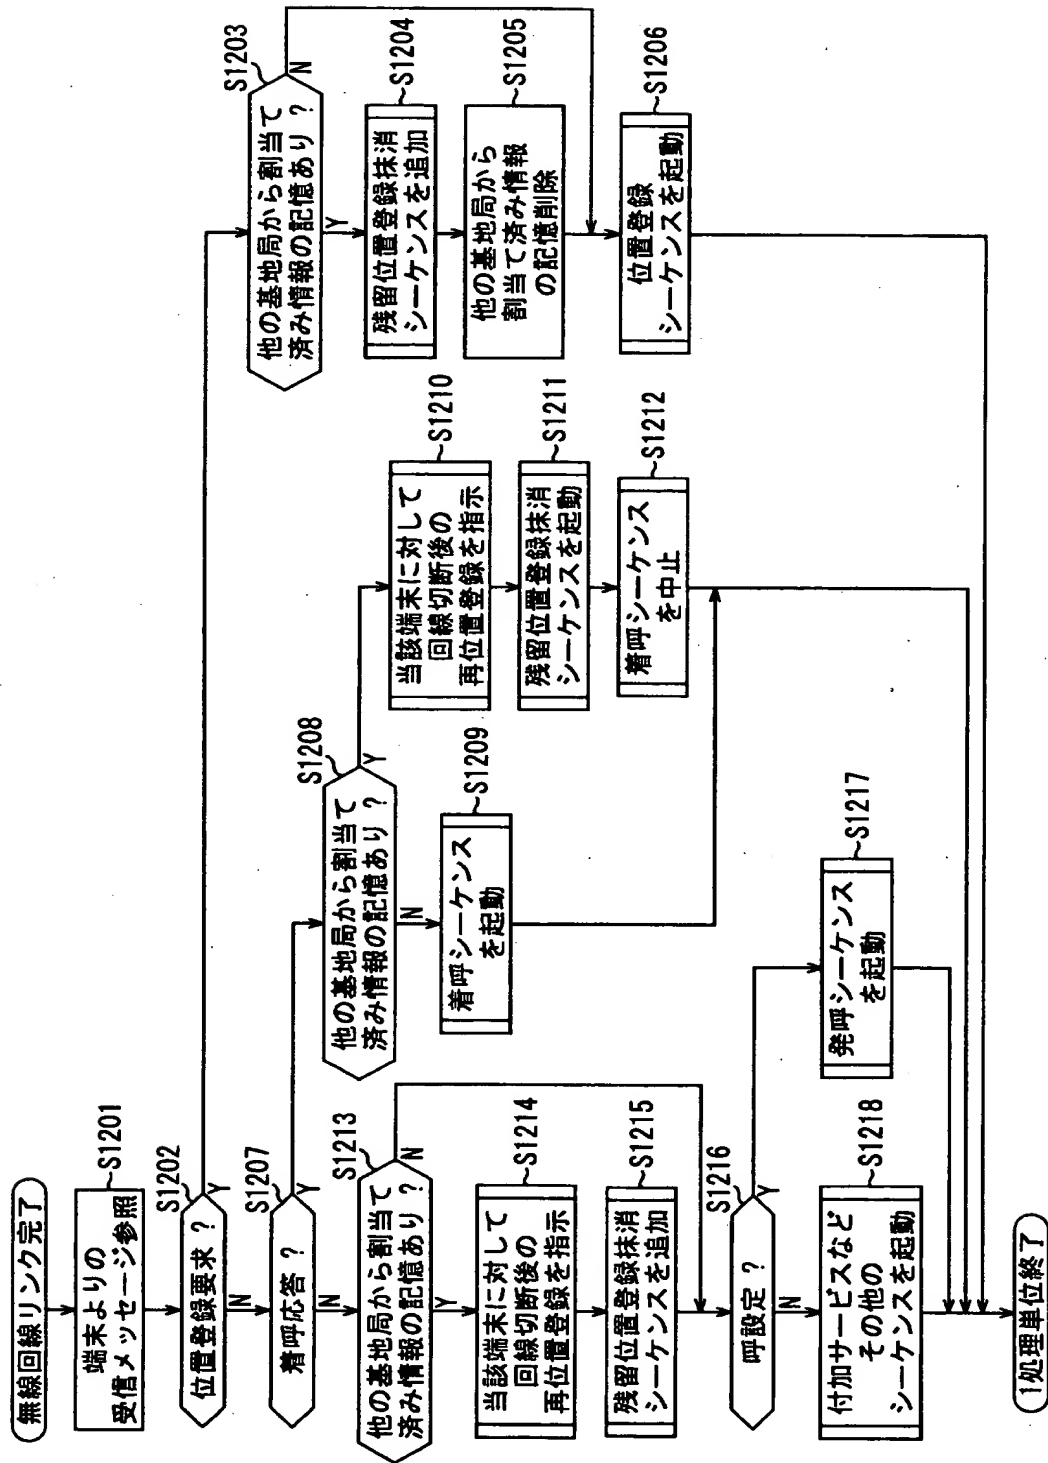 無線回線リンク完了
端末よりの
受信メッセージ参照
S1201
位置登録要求 ?
S1202
Y
N
着呼応答 ?
S1207
Y
N
他の基地局から割当て
済み情報の記憶あり ?
S1213
N
Y
当該端末に対して
回線切断後の
再位置登録を指示
S1214
残留位置登録抹消
シーケンスを追加
S1215
呼設定 ?
S1216
Y
N
付加サービスなど
その他の
シーケンスを起動
S1218
発呼シーケンス
を起動
S1217
1処理単位終了
他の基地局から割当て
済み情報の記憶あり ?
S1208
Y
N
着呼シーケンス
を起動
S1209
当該端末に対して
回線切断後の
再位置登録を指示
S1210
残留位置登録抹消
シーケンスを起動
S1211
着呼シーケンス
を中止
S1212
他の基地局から割当て
済み情報の記憶あり ?
S1203
N
Y
残留位置登録抹消
シーケンスを追加
S1204
他の基地局から
割当て済み情報
の記憶削除
S1205
位置登録
シーケンスを起動
S1206